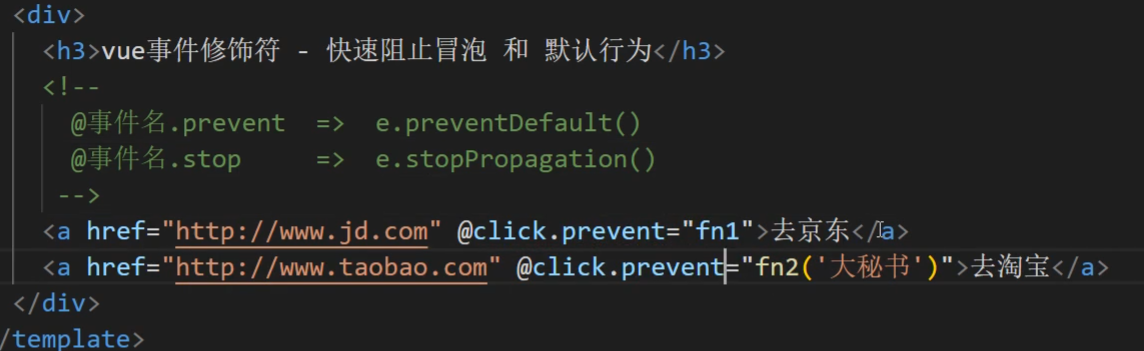 <div>
<h3>vue事件修饰符 - 快速阻止冒泡 和 默认行为</h3>
<!--
@事件名.prevent => e.preventDefault()
@事件名.stop => e.stopPropagation()
-->
<a href="http://www.jd.com" @click.prevent="fn1">去京东</a>
<a href="http://www.taobao.com" @click.prevent="fn2('大秘书')">去淘宝</a>
</div>
/template>